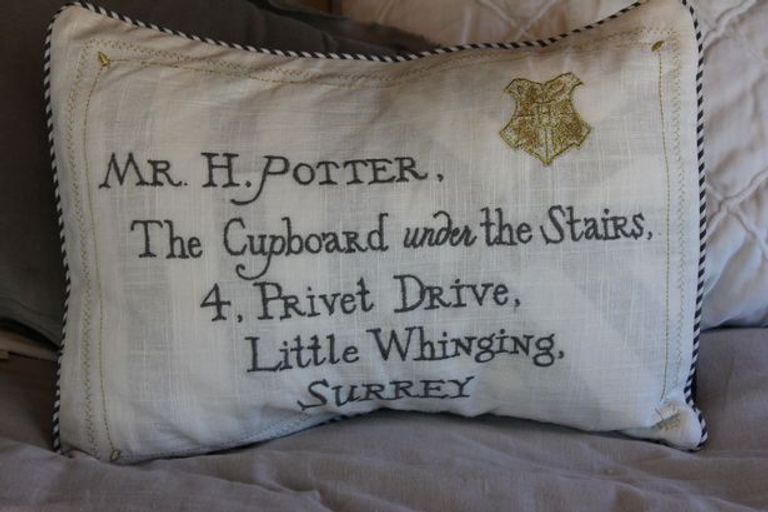 Mr. H. Potter,
The Cupboard under the Stairs,
4, Privet Drive,
Little Whinging,
Surrey